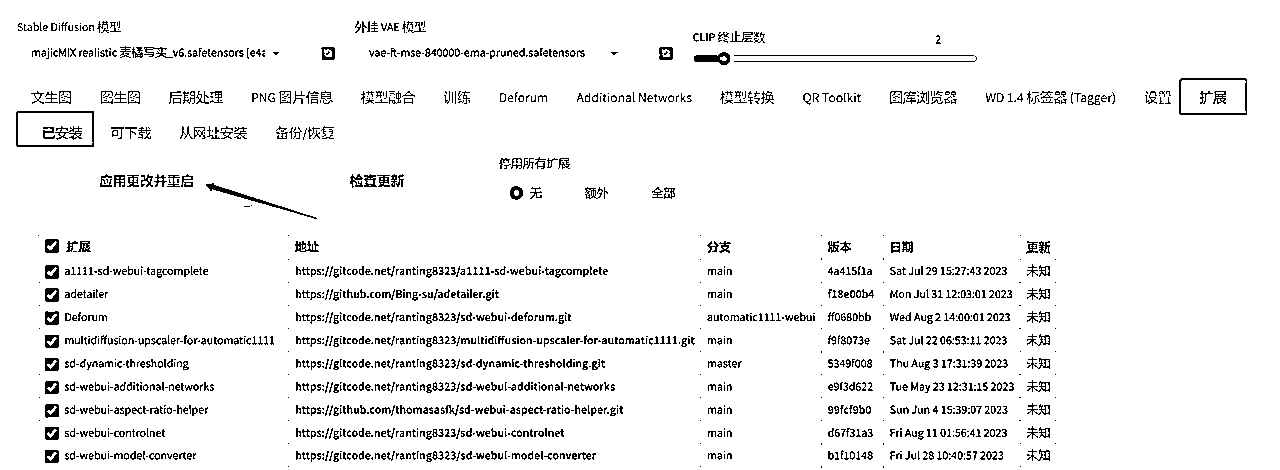 Stable Diffusion 模型 外挂 VAE 模型
majicMIX realistic 麦橘写实_v6.safetensors [e4a vae-ft-mse-840000-ema-pruned.safetensors CLIP 终止层数 2
文生图 图生图 后期处理 PNG 图片信息 模型融合 训练 Deforum Additional Networks 模型转换 QR Toolkit 图库浏览器 WD 1.4 标签器 (Tagger) 设置 扩展
已安装 可下载 从网址安装 备份/恢复
停用所有扩展
应用更改并重启 检查更新 无 额外 全部
扩展 地址 分支 版本 日期 更新
a1111-sd-webui-tagcomplete https://gitcode.net/ranting8323/a1111-sd-webui-tagcomplete main 4a415f1a Sat Jul 29 15:27:43 2023 未知
adetailer https://github.com/Bing-su/adetailer.git main f18e00b4 Mon Jul 31 12:03:01 2023 未知
Deforum https://gitcode.net/ranting8323/sd-webui-deforum.git automatic1111-webui ff0680bb Wed Aug 2 14:00:01 2023 未知
multidiffusion-upscaler-for-automatic1111 https://gitcode.net/ranting8323/multidiffusion-upscaler-for-automatic1111.git main f9f8073e Sat Jul 22 06:53:11 2023 未知
sd-dynamic-thresholding https://gitcode.net/ranting8323/sd-dynamic-thresholding.git master 5349f008 Thu Aug 3 17:31:39 2023 未知
sd-webui-additional-networks https://gitcode.net/ranting8323/sd-webui-additional-networks main e9f3d622 Tue May 23 12:31:15 2023 未知
sd-webui-aspect-ratio-helper https://github.com/thomasasfk/sd-webui-aspect-ratio-helper.git main 99fcf9b0 Sun Jun 4 15:39:07 2023 未知
sd-webui-controlnet https://gitcode.net/ranting8323/sd-webui-controlnet main d67f31a3 Fri Aug 11 01:56:41 2023 未知
sd-webui-model-converter https://gitcode.net/ranting8323/sd-webui-model-converter main b1f10148 Fri Jul 28 10:40:57 2023 未知